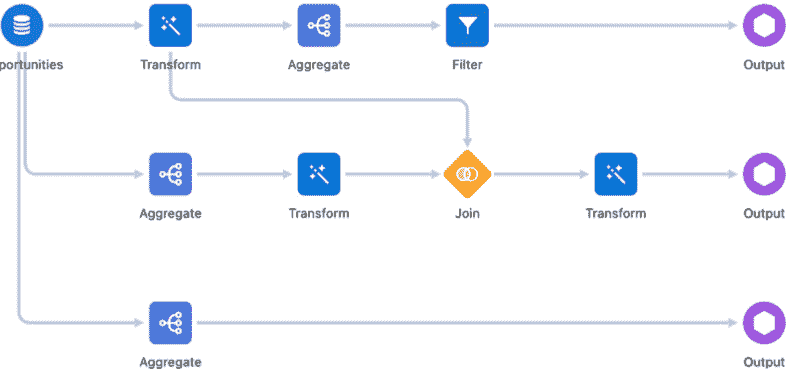 portunities
Transform
Aggregate
Filter
Output
Aggregate
Transform
Join
Transform
Output
Aggregate
Output